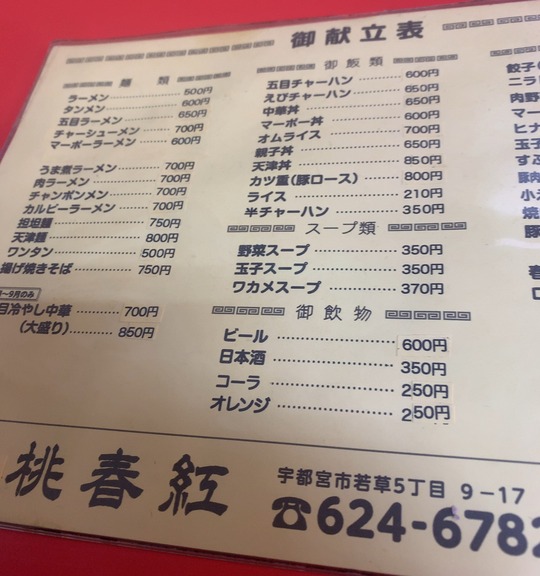 御献立表
麺類
ラーメン 500円
タンメン 600円
五目ラーメン 650円
チャーシューメン 700円
マーボーラーメン 600円
うま煮ラーメン 700円
肉ラーメン 700円
チャンポンメン 700円
カルビーラーメン 700円
担坦麺 750円
天津麺 800円
ワンタン 500円
揚げ焼きそば 750円
～9月のみ
目冷やし中華 700円
(大盛り) 850円
御飯類
五目チャーハン 600円
えびチャーハン 650円
中華丼 650円
マーボー丼 600円
オムライス 700円
親子丼 650円
天津丼 850円
カツ重(豚ロース) 800円
ライス 210円
半チャーハン 350円
スープ類
野菜スープ 350円
玉子スープ 350円
ワカメスープ 370円
御飲物
ビール 600円
日本酒 350円
コーラ 250円
オレンジ 250円
餃子
ニラ
肉野
マー
ヒナ
玉子
すぶ
豚肉
小
焼
豚
春
桃春紅
宇都宮市若草5丁目 9-17
☎624-6782